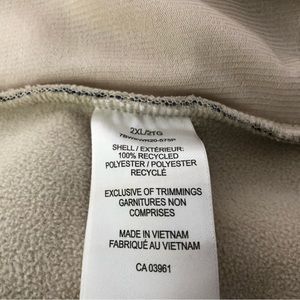 2XL/2TG
SHELL / EXTÉRIEUR:
100% RECYCLED
POLYESTER / POLYESTER
RECYCLÉ
EXCLUSIVE OF TRIMMINGS
GARNITURES NON
COMPRISES
MADE IN VIETNAM
FABRIQUÉ AU VIETNAM
CA 03961